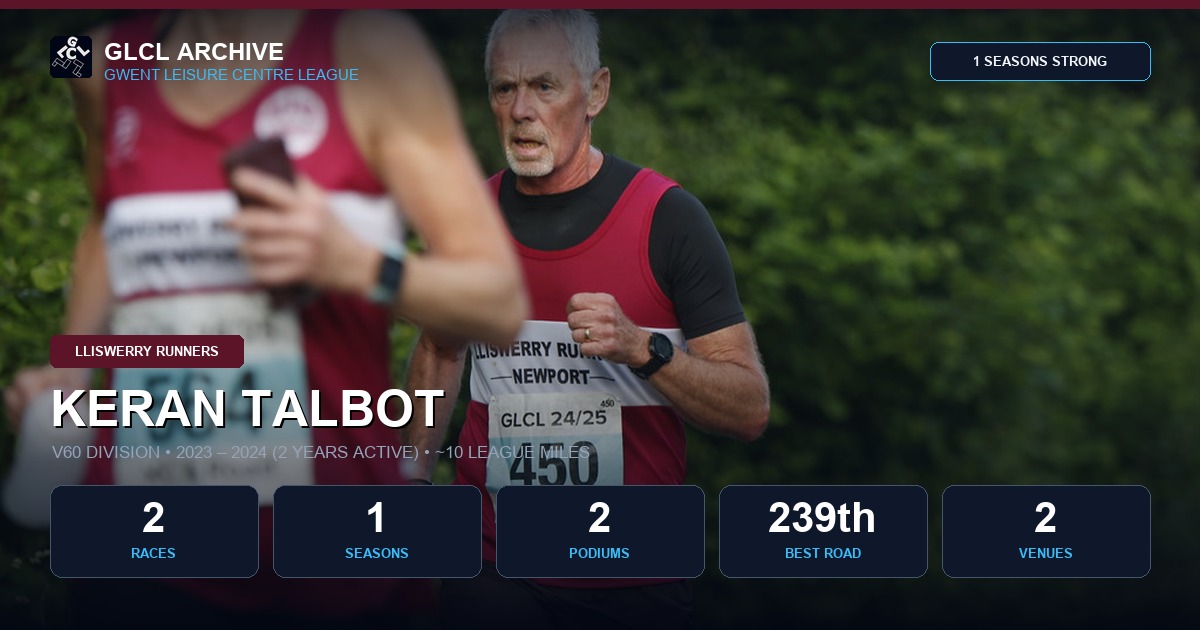 GLCL ARCHIVE
GWENT LEISURE CENTRE LEAGUE
1 SEASONS STRONG
LLISWERRY RUNNERS
KERAN TALBOT
V60 DIVISION • 2023 – 2024 (2 YEARS ACTIVE) • ~10 LEAGUE MILES
LLISWERRY RUNN
NEWPORT
450
GLCL 24/25
450
2
RACES
1
SEASONS
2
PODIUMS
239th
BEST ROAD
2
VENUES